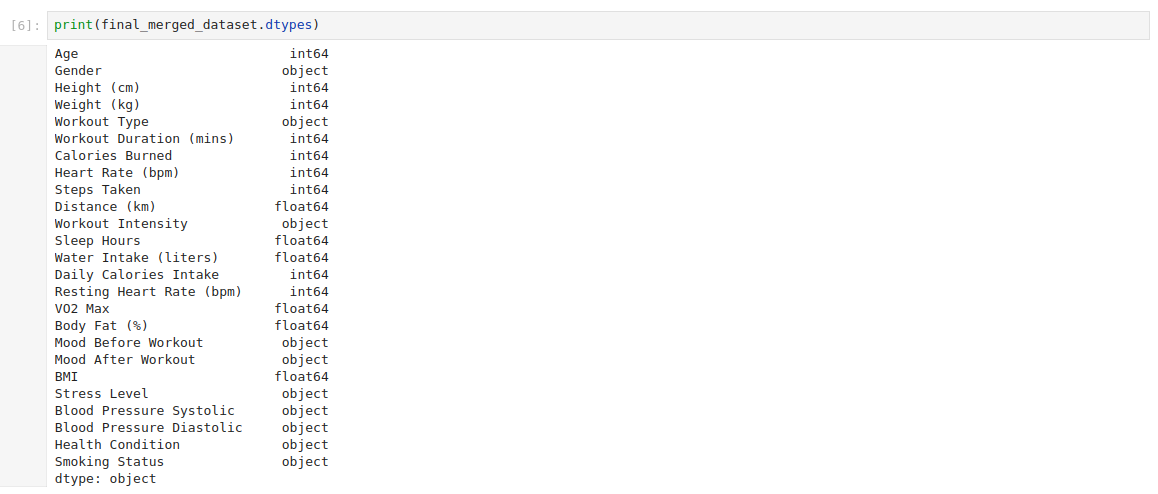 [6]: print(final_merged_dataset.dtypes)
Age int64
Gender object
Height (cm) int64
Weight (kg) int64
Workout Type object
Workout Duration (mins) int64
Calories Burned int64
Heart Rate (bpm) int64
Steps Taken int64
Distance (km) float64
Workout Intensity object
Sleep Hours float64
Water Intake (liters) float64
Daily Calories Intake int64
Resting Heart Rate (bpm) int64
VO2 Max float64
Body Fat (%) float64
Mood Before Workout object
Mood After Workout object
BMI float64
Stress Level object
Blood Pressure Systolic object
Blood Pressure Diastolic object
Health Condition object
Smoking Status object
dtype: object